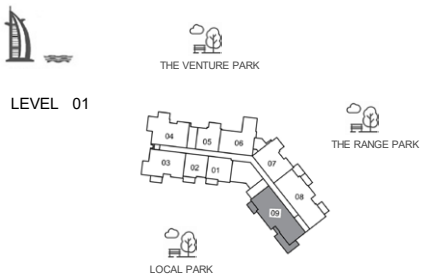 THE VENTURE PARK
LEVEL 01
THE RANGE PARK
04
05
06
07
03
02
01
08
09
LOCAL PARK